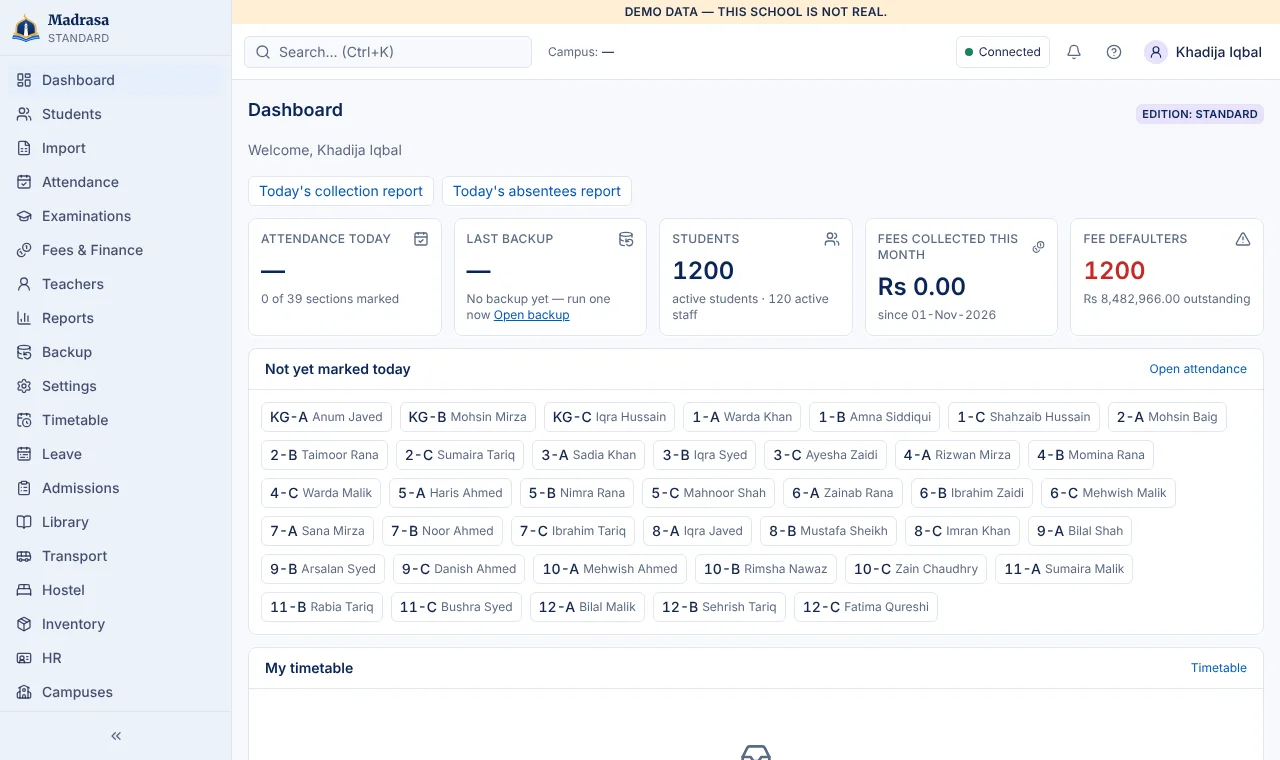 Madrasa
STANDARD
Dashboard
Students
Import
Attendance
Examinations
Fees & Finance
Teachers
Reports
Backup
Settings
Timetable
Leave
Admissions
Library
Transport
Hostel
Inventory
HR
Campuses
«
DEMO DATA — THIS SCHOOL IS NOT REAL.
Search... (Ctrl+K)
Campus: —
Connected
Khadija Iqbal
Dashboard
EDITION: STANDARD
Welcome, Khadija Iqbal
Today's collection report
Today's absentees report
ATTENDANCE TODAY
—
0 of 39 sections marked
LAST BACKUP
—
No backup yet — run one
now Open backup
STUDENTS
1200
active students · 120 active
staff
FEES COLLECTED THIS
MONTH
Rs 0.00
since 01-Nov-2026
FEE DEFAULTERS
1200
Rs 8,482,966.00 outstanding
Not yet marked today
Open attendance
KG-A Anum Javed KG-B Mohsin Mirza KG-C Iqra Hussain 1-A Warda Khan 1-B Amna Siddiqui 1-C Shahzaib Hussain 2-A Mohsin Baig
2-B Taimoor Rana 2-C Sumaira Tariq 3-A Sadia Khan 3-B Iqra Syed 3-C Ayesha Zaidi 4-A Rizwan Mirza 4-B Momina Rana
4-C Warda Malik 5-A Haris Ahmed 5-B Nimra Rana 5-C Mahnoor Shah 6-A Zainab Rana 6-B Ibrahim Zaidi 6-C Mehwish Malik
7-A Sana Mirza 7-B Noor Ahmed 7-C Ibrahim Tariq 8-A Iqra Javed 8-B Mustafa Sheikh 8-C Imran Khan 9-A Bilal Shah
9-B Arsalan Syed 9-C Danish Ahmed 10-A Mehwish Ahmed 10-B Rimsha Nawaz 10-C Zain Chaudhry 11-A Sumaira Malik
11-B Rabia Tariq 11-C Bushra Syed 12-A Bilal Malik 12-B Sehrish Tariq 12-C Fatima Qureshi
My timetable
Timetable